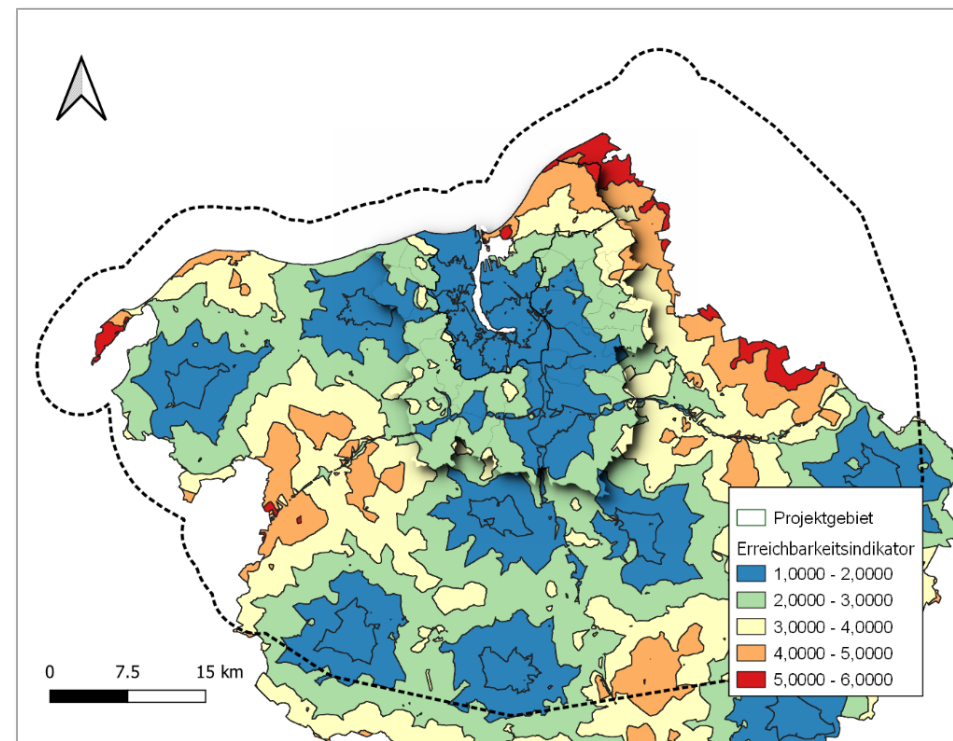 0 7.5 15 km
Projektgebiet
Erreichbarkeitsindikator
1,0000 - 2,0000
2,0000 - 3,0000
3,0000 - 4,0000
4,0000 - 5,0000
5,0000 - 6,0000